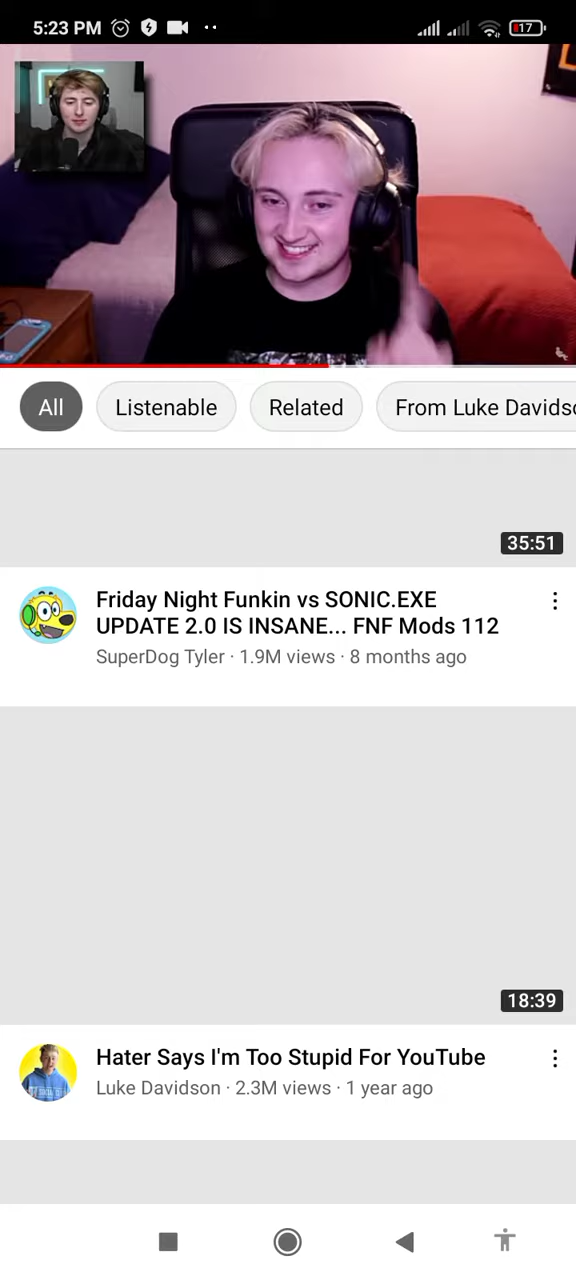 5:23 PM
17
All
Listenable
Related
From Luke Davidso
35:51
Friday Night Funkin vs SONIC.EXE
UPDATE 2.0 IS INSANE... FNF Mods 112
SuperDog Tyler · 1.9M views · 8 months ago
18:39
Hater Says I'm Too Stupid For YouTube
Luke Davidson · 2.3M views · 1 year ago